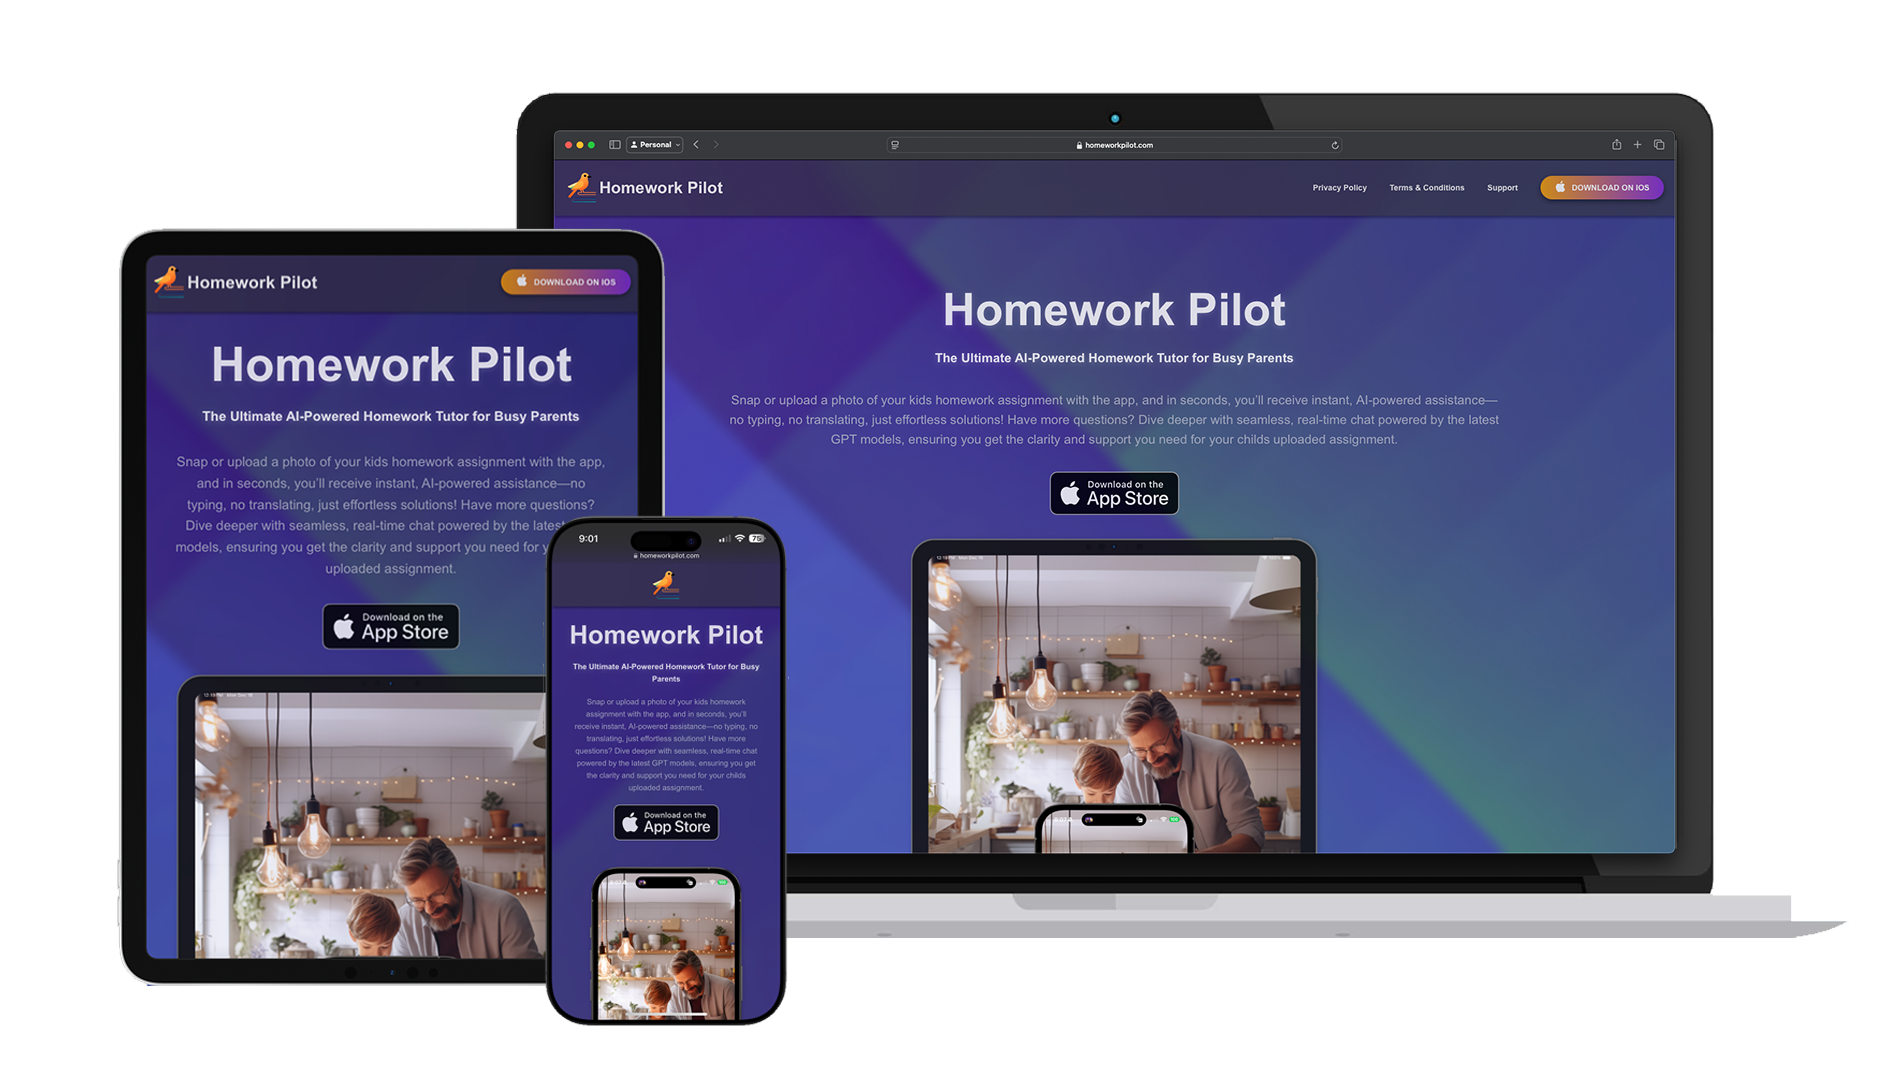 Personal
homeworkpilot.com
Homework Pilot
Privacy Policy
Terms & Conditions
Support
DOWNLOAD ON IOS
Homework Pilot
The Ultimate AI-Powered Homework Tutor for Busy Parents
Snap or upload a photo of your kids homework assignment with the app, and in seconds, you'll receive instant, AI-powered assistance—
no typing, no translating, just effortless solutions! Have more questions? Dive deeper with seamless, real-time chat powered by the latest
GPT models, ensuring you get the clarity and support you need for your childs uploaded assignment.
Download on the
App Store
Homework Pilot
DOWNLOAD ON IOS
Homework Pilot
The Ultimate AI-Powered Homework Tutor for Busy Parents
Snap or upload a photo of your kids homework assignment with the app,
and in seconds, you'll receive instant, AI-powered assistance—no
typing, no translating, just effortless solutions! Have more questions?
Dive deeper with seamless, real-time chat powered by the latest
models, ensuring you get the clarity and support you need for
uploaded assignment.
Download on the
App Store
9:01
75
homeworkpilot.com
Homework Pilot
The Ultimate AI-Powered Homework Tutor for Busy
Parents
Snap or upload a photo of your kids homework
assignment with the app, and in seconds, you'll
receive instant, AI-powered assistance—no typing, no
translating, just effortless solutions! Have more
questions? Dive deeper with seamless, real-time chat
powered by the latest GPT models, ensuring you get
the clarity and support you need for your childs
uploaded assignment.
Download on the
App Store